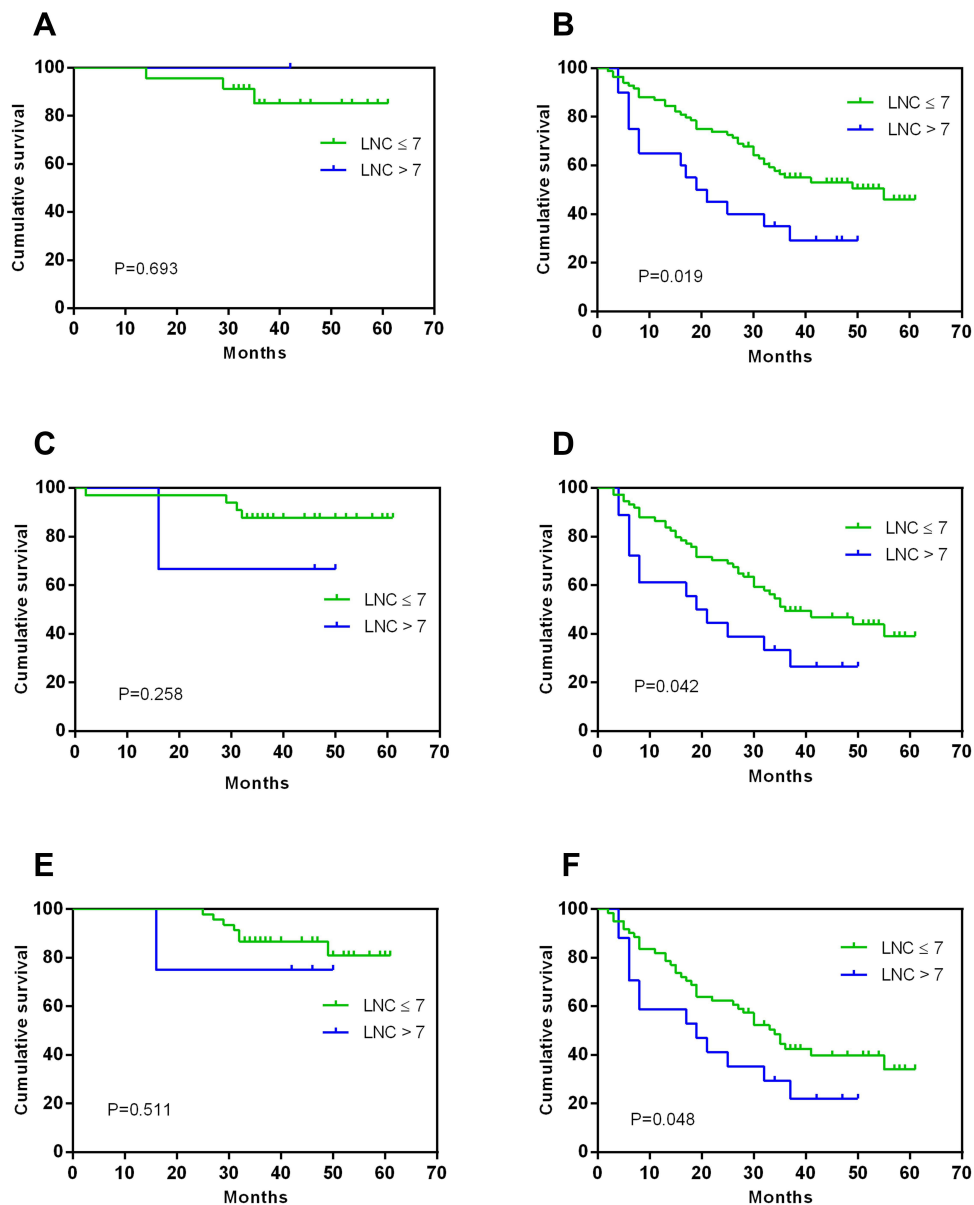 A
Cumulative survival
100
80
60
40
20
0
LNC ≤ 7
LNC > 7
P=0.693
0 10 20 30 40 50 60 70
Months
B
Cumulative survival
100
80
60
40
20
0
LNC ≤ 7
LNC > 7
P=0.019
0 10 20 30 40 50 60 70
Months
C
Cumulative survival
100
80
60
40
20
0
LNC ≤ 7
LNC > 7
P=0.258
0 10 20 30 40 50 60 70
Months
D
Cumulative survival
100
80
60
40
20
0
LNC ≤ 7
LNC > 7
P=0.042
0 10 20 30 40 50 60 70
Months
E
Cumulative survival
100
80
60
40
20
0
LNC ≤ 7
LNC > 7
P=0.511
0 10 20 30 40 50 60 70
Months
F
Cumulative survival
100
80
60
40
20
0
LNC ≤ 7
LNC > 7
P=0.048
0 10 20 30 40 50 60 70
Months